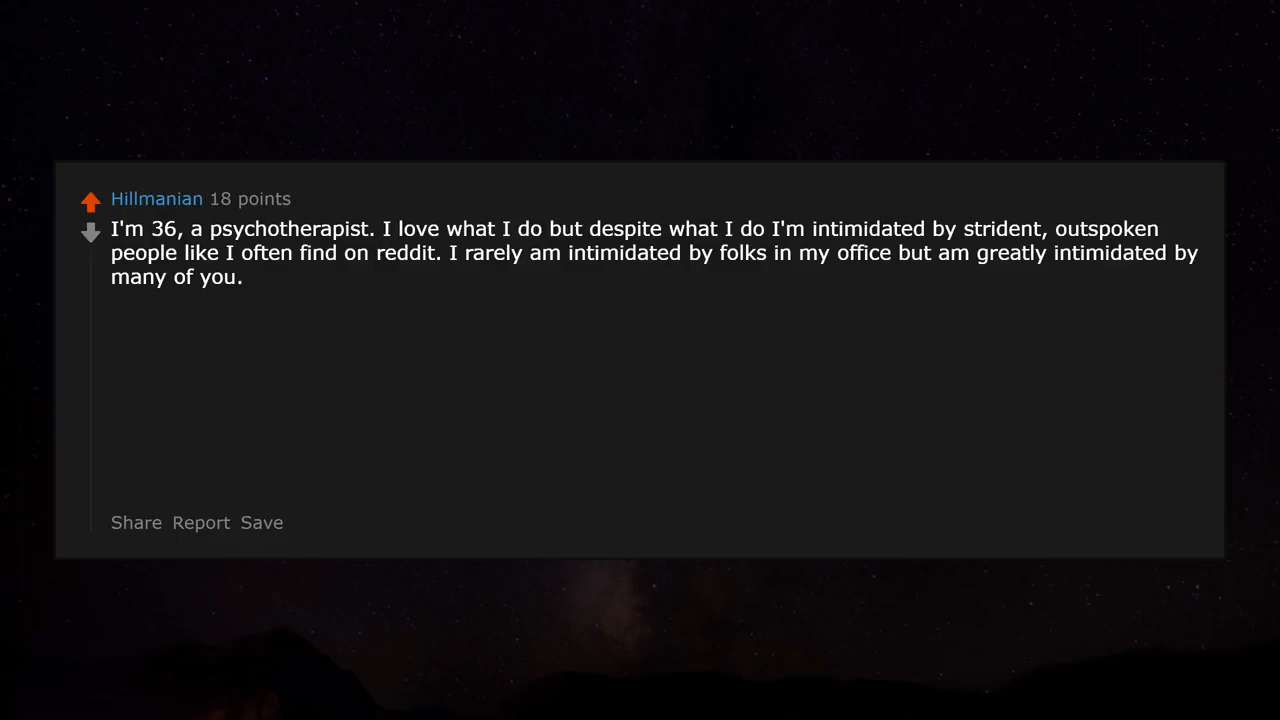 Hillmanian 18 points
I'm 36, a psychotherapist. I love what I do but despite what I do I'm intimidated by strident, outspoken
people like I often find on reddit. I rarely am intimidated by folks in my office but am greatly intimidated by
many of you.
Share Report Save